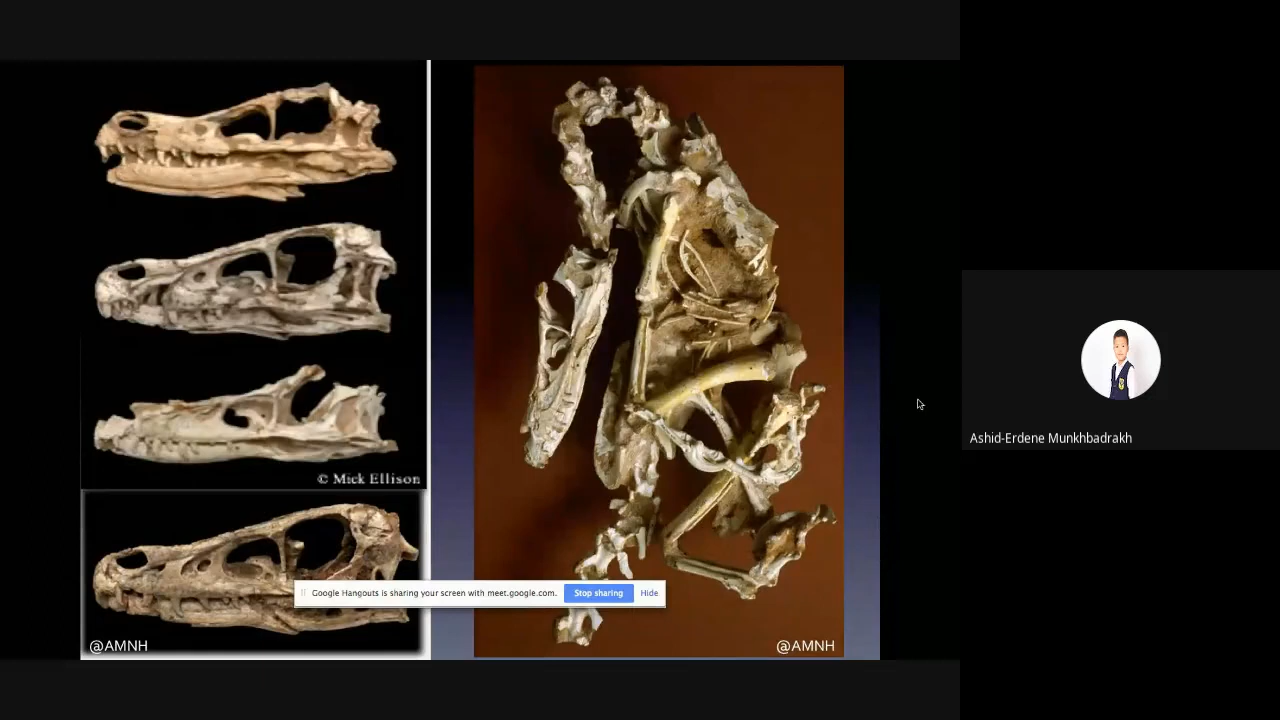 © Mick Ellison
Google Hangouts is sharing your screen with meet.google.com.
Stop sharing
Hide
@AMNH
@AMNH
Ashid-Erdene Munkhbadrakh